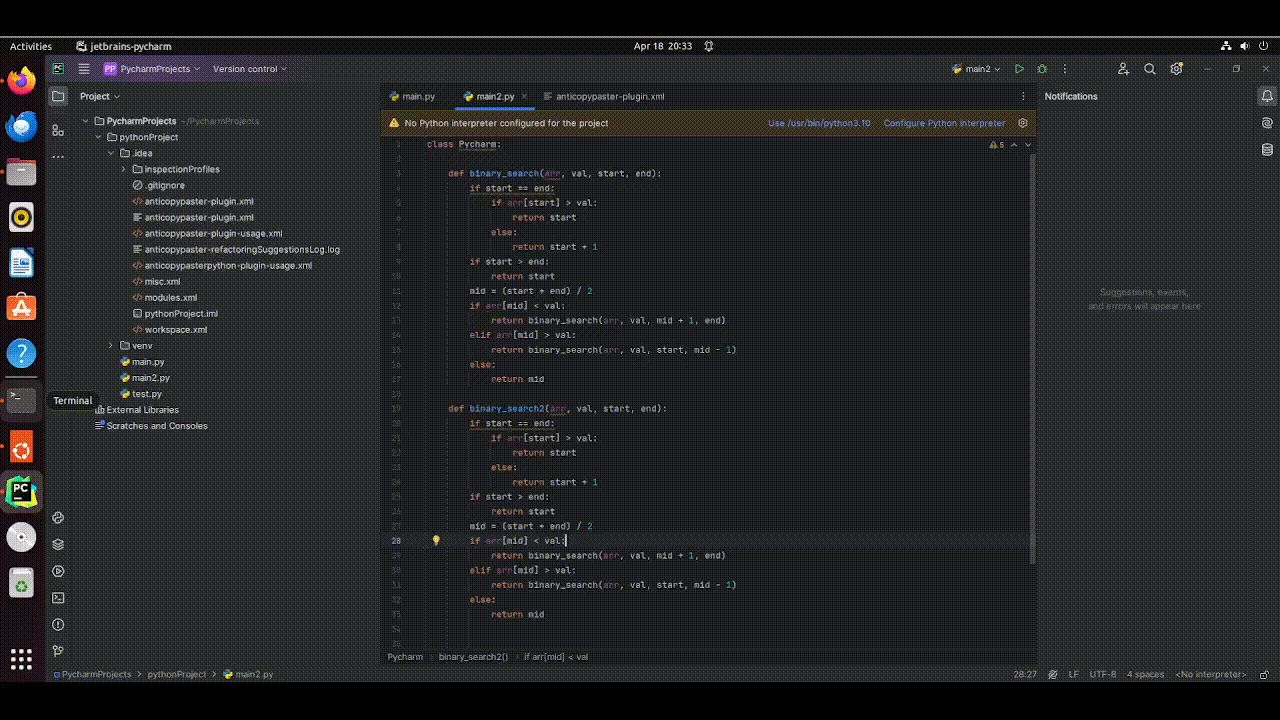 Activities jetbrains-pycharm Apr 18 20:33
PP PycharmProjects Version control main2
Project main.py main2.py anticopypaster-plugin.xml Notifications
PycharmProjects ~/PycharmProjects
pythonProject
.idea
inspectionProfiles
.gitignore
anticopypaster-plugin.xml
anticopypaster-plugin.xml
anticopypaster-plugin-usage.xml
anticopypaster-refactoringSuggestionsLog.log
anticopypasterpython-plugin-usage.xml
misc.xml
modules.xml
pythonProject.iml
workspace.xml
venv
main.py
main2.py
test.py
External Libraries
Scratches and Consoles
Terminal
No Python interpreter configured for the project Use /usr/bin/python3.10 Configure Python interpreter
1 class Pycharm: 5
2
3 def binary_search(arr, val, start, end):
4 if start == end:
5 if arr[start] > val:
6 return start
7 else:
8 return start + 1
9 if start > end:
10 return start
11 mid = (start + end) / 2
12 if arr[mid] < val:
13 return binary_search(arr, val, mid + 1, end)
14 elif arr[mid] > val:
15 return binary_search(arr, val, start, mid - 1)
16 else:
17 return mid
18
19 def binary_search2(arr, val, start, end):
20 if start == end:
21 if arr[start] > val:
22 return start
23 else:
24 return start + 1
25 if start > end:
26 return start
27 mid = (start + end) / 2
28 if arr[mid] < val:
29 return binary_search(arr, val, mid + 1, end)
30 elif arr[mid] > val:
31 return binary_search(arr, val, start, mid - 1)
32 else:
33 return mid
34
35
Suggestions, events,
and errors will appear here
Pycharm binary_search2() if arr[mid] < val
PycharmProjects pythonProject main2.py 28:27 LF UTF-8 4 spaces <No interpreter>